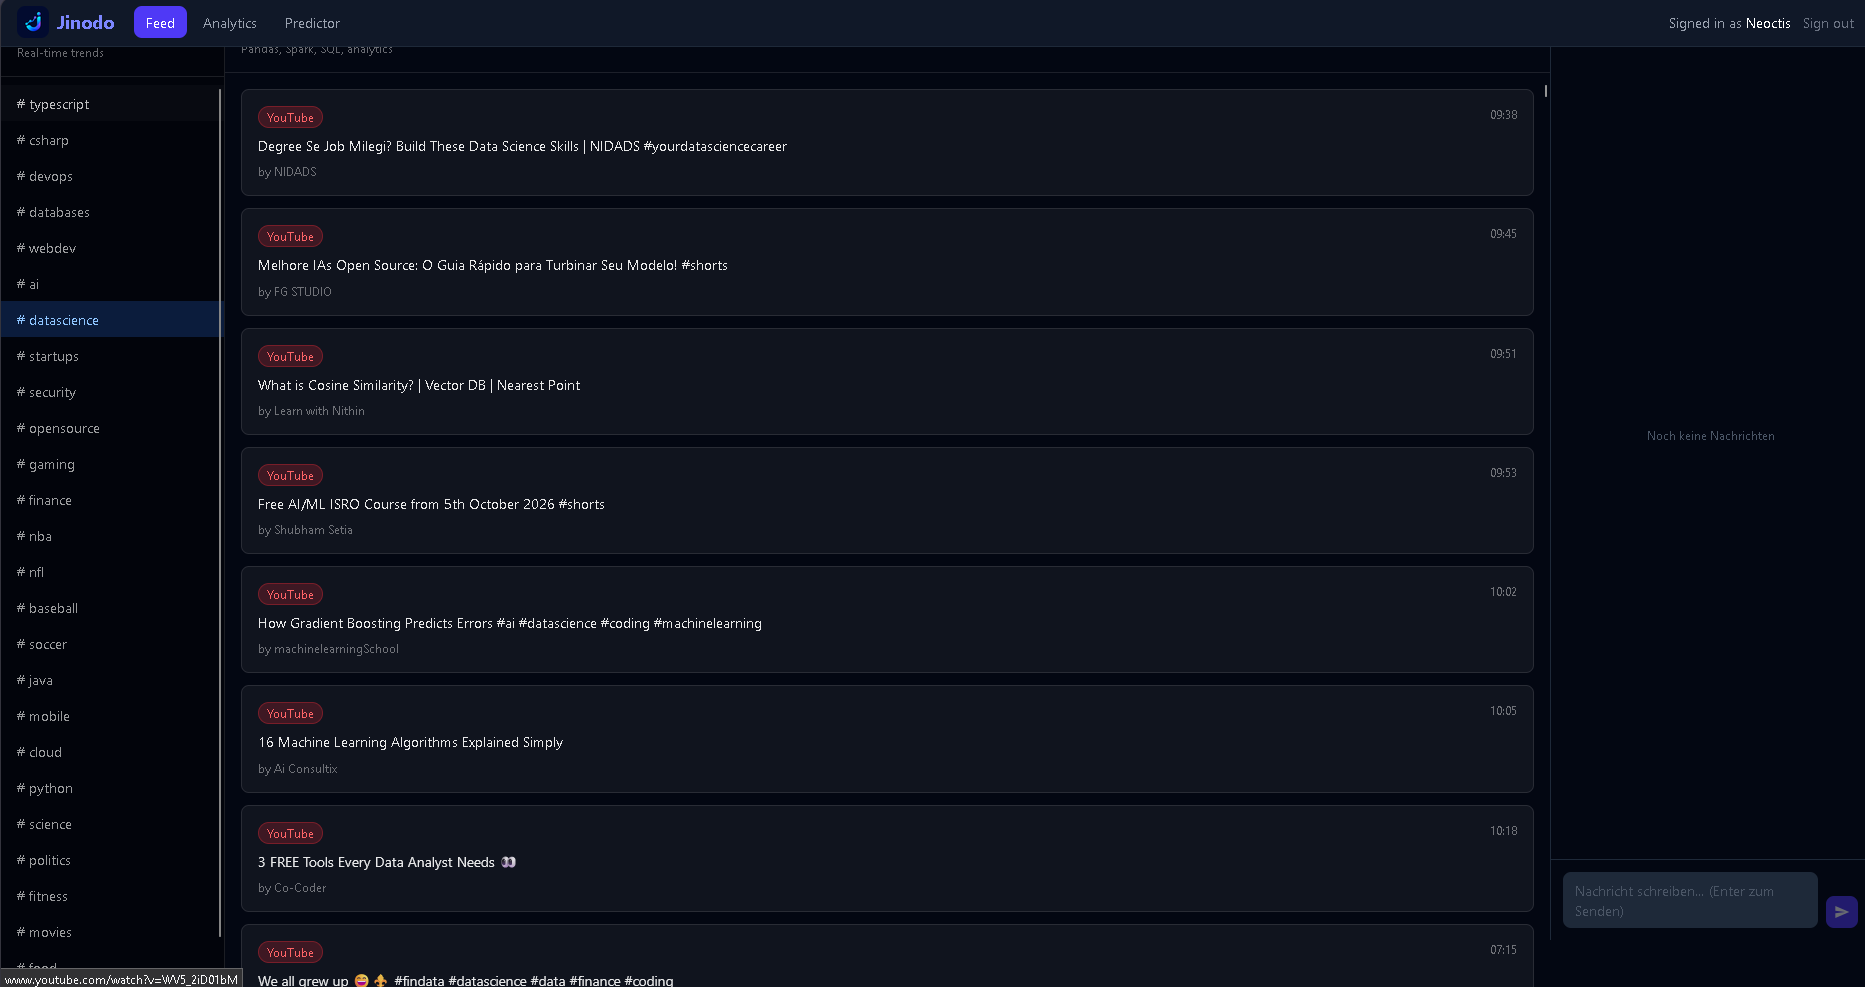 Jinodo
Feed
Analytics
Predictor
Signed in as Neoctis
Sign out
Real-time trends
# typescript
# csharp
# devops
# databases
# webdev
# ai
# datascience
# startups
# security
# opensource
# gaming
# finance
# nba
# nfl
# baseball
# soccer
# java
# mobile
# cloud
# python
# science
# politics
# fitness
# movies
# food
www.youtube.com/watch?v=WV5_2iD01bM
Pandas, Spark, SQL, analytics
YouTube
09:38
Degree Se Job Milegi? Build These Data Science Skills | NIDADS #yourdatasciencecareer
by NIDADS
YouTube
09:45
Melhore IAs Open Source: O Guia Rápido para Turbinar Seu Modelo! #shorts
by FG STUDIO
YouTube
09:51
What is Cosine Similarity? | Vector DB | Nearest Point
by Learn with Nithin
YouTube
09:53
Free AI/ML ISRO Course from 5th October 2026 #shorts
by Shubham Setia
YouTube
10:02
How Gradient Boosting Predicts Errors #ai #datascience #coding #machinelearning
by machinelearningSchool
YouTube
10:05
16 Machine Learning Algorithms Explained Simply
by Ai Consultix
YouTube
10:18
3 FREE Tools Every Data Analyst Needs 👀
by Co-Coder
YouTube
07:15
We all grew up 😄 #findata #datascience #data #finance #coding
Noch keine Nachrichten
Nachricht schreiben... (Enter zum
Senden)